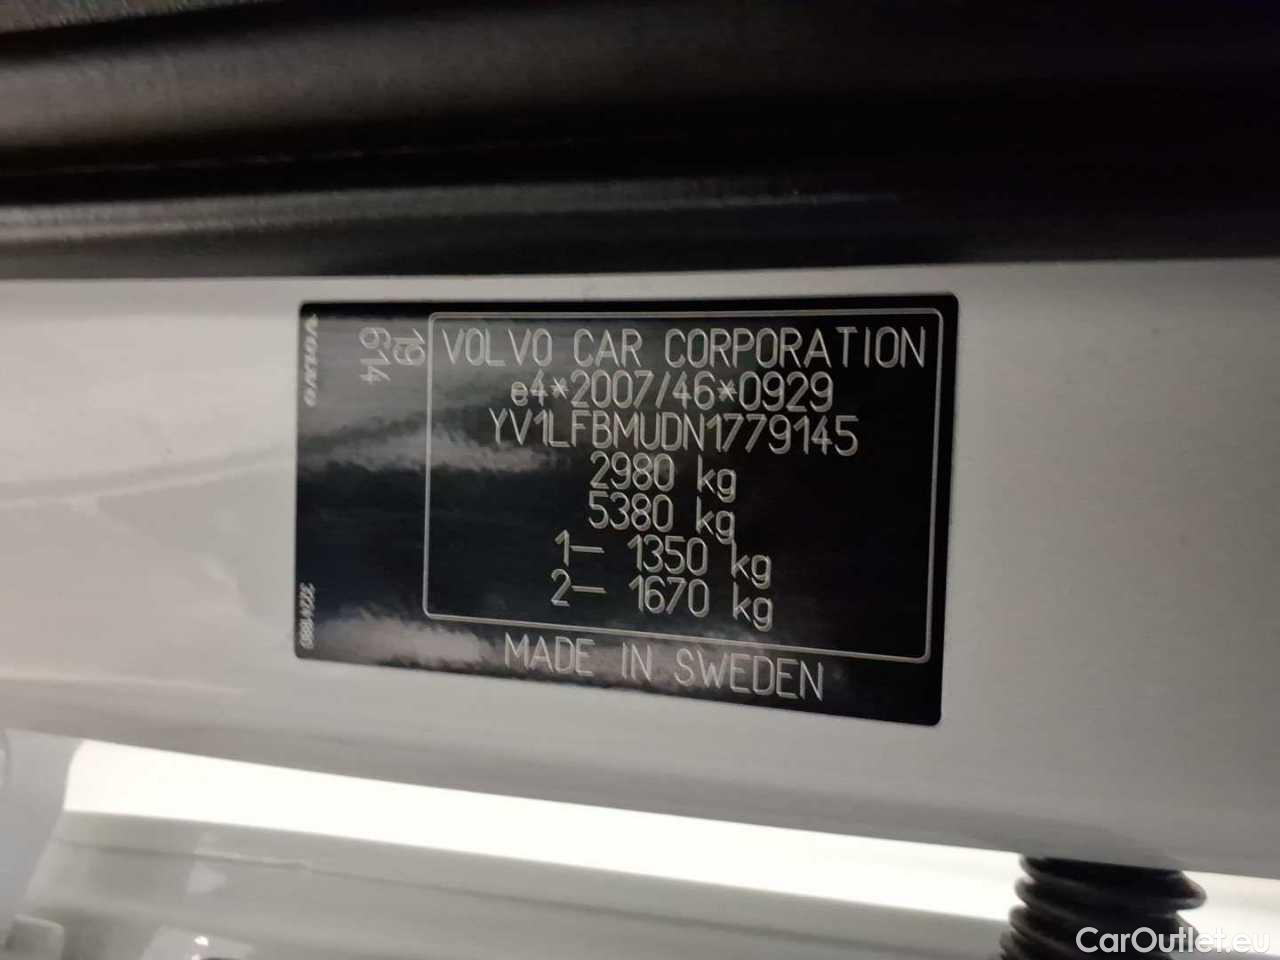 VOLVO
19
614
VOLVO CAR CORPORATION
e4*2007/46*0929
YV1LFBMUDN1779145
2980 kg
5380 kg
1– 1350 kg
2– 1670 kg
MADE IN SWEDEN
CarOutlet.eu